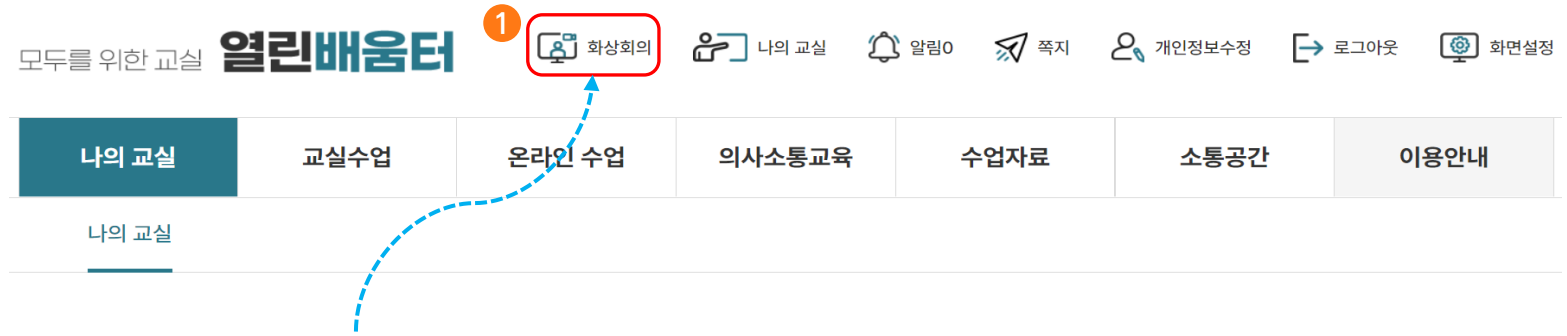 1
모두를 위한 교실 열린배움터
화상회의 나의 교실 알림0 쪽지 개인정보수정 로그아웃 화면설정
나의 교실 교실수업 온라인 수업 의사소통교육 수업자료 소통공간 이용안내
나의 교실